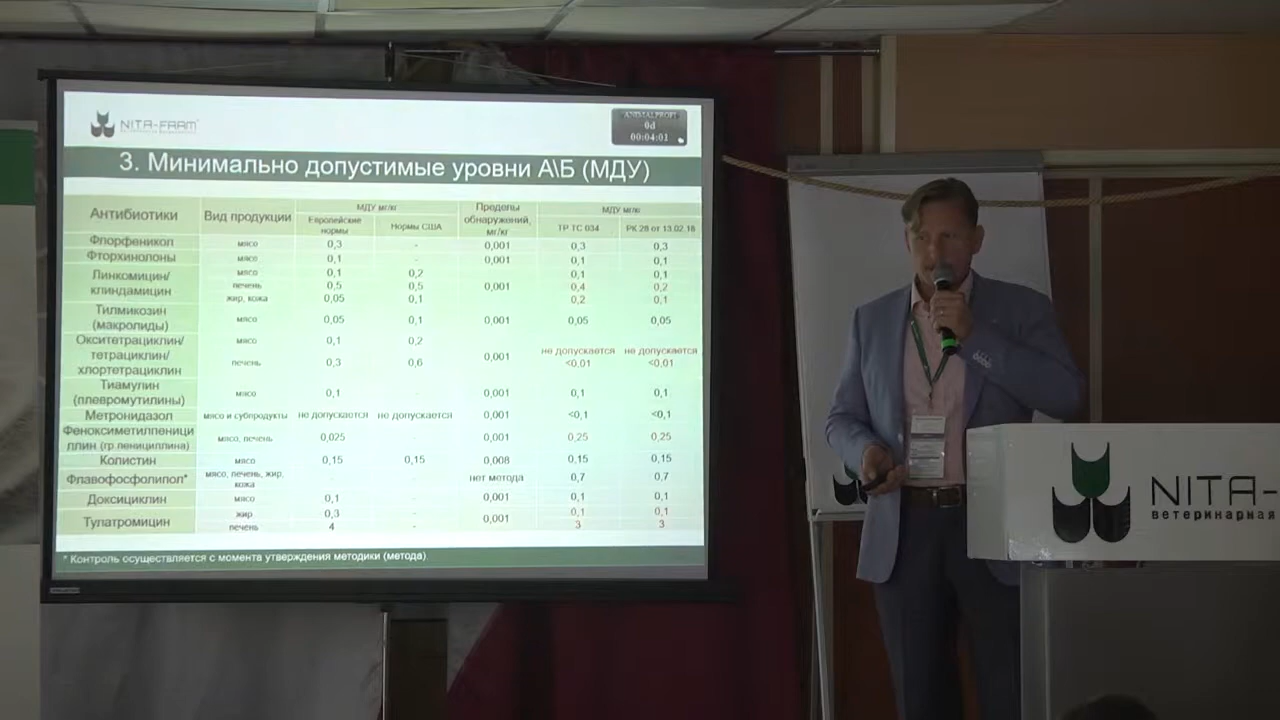 NITA-FARM
ANIMALPROFI
0d
00:04:01
3. Минимально допустимые уровни А\Б (МДУ)
Антибиотики Вид продукции МДУ мг/кг Пределы обнаружений, мг/кг МДУ мг/кг
Европейские нормы Нормы США ТР ТС 034 РК 28 от 13.02.18
Флорфеникол мясо 0,3 - 0,001 0,3 0,3
Фторхинолоны мясо 0,1 - 0,001 0,1 0,1
Линкомицин/ клиндамицин мясо 0,1 0,2 0,001 0,1 0,1
печень 0,5 0,5 0,4 0,2
жир, кожа 0,05 0,1 0,2 0,1
Тилмикозин (макролиды) мясо 0,05 0,1 0,001 0,05 0,05
Окситетрациклин/ тетрациклин/ хлортетрациклин мясо 0,1 0,2 0,001 не допускается <0,01 не допускается <0,01
печень 0,3 0,6
Тиамулин (плевромутилины) мясо 0,1 - 0,001 0,1 0,1
Метронидазол мясо и субпродукты не допускается не допускается 0,001 <0,1 <0,1
Феноксиметилпеницициллин (гр.пенициллина) мясо, печень 0,025 - 0,001 0,25 0,25
Колистин мясо 0,15 0,15 0,008 0,15 0,15
Флавофосфолипол* мясо, печень, жир, кожа нет метода 0,7 0,7
Доксициклин мясо 0,1 - 0,001 0,1 0,1
Тулатромицин жир 0,3 - 0,001 0,1 0,1
печень 4 - 3 3
* Контроль осуществляется с момента утверждения методики (метода)
NITA-
ветеринарная